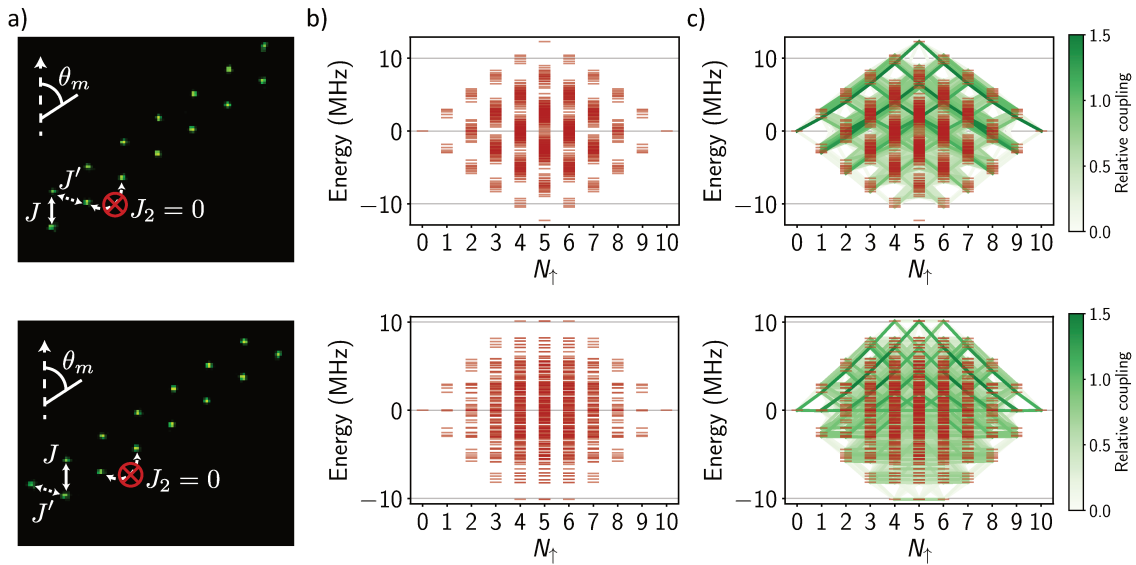 a)
b)
c)
θm
J′
J
J2 = 0
Energy (MHz)
10
0
−10
0 1 2 3 4 5 6 7 8 9 10
N↑
Energy (MHz)
10
0
−10
0 1 2 3 4 5 6 7 8 9 10
N↑
1.5
1.0
0.5
0.0
Relative coupling
θm
J
J′
J2 = 0
Energy (MHz)
10
0
−10
0 1 2 3 4 5 6 7 8 9 10
N↑
Energy (MHz)
10
0
−10
0 1 2 3 4 5 6 7 8 9 10
N↑
1.5
1.0
0.5
0.0
Relative coupling